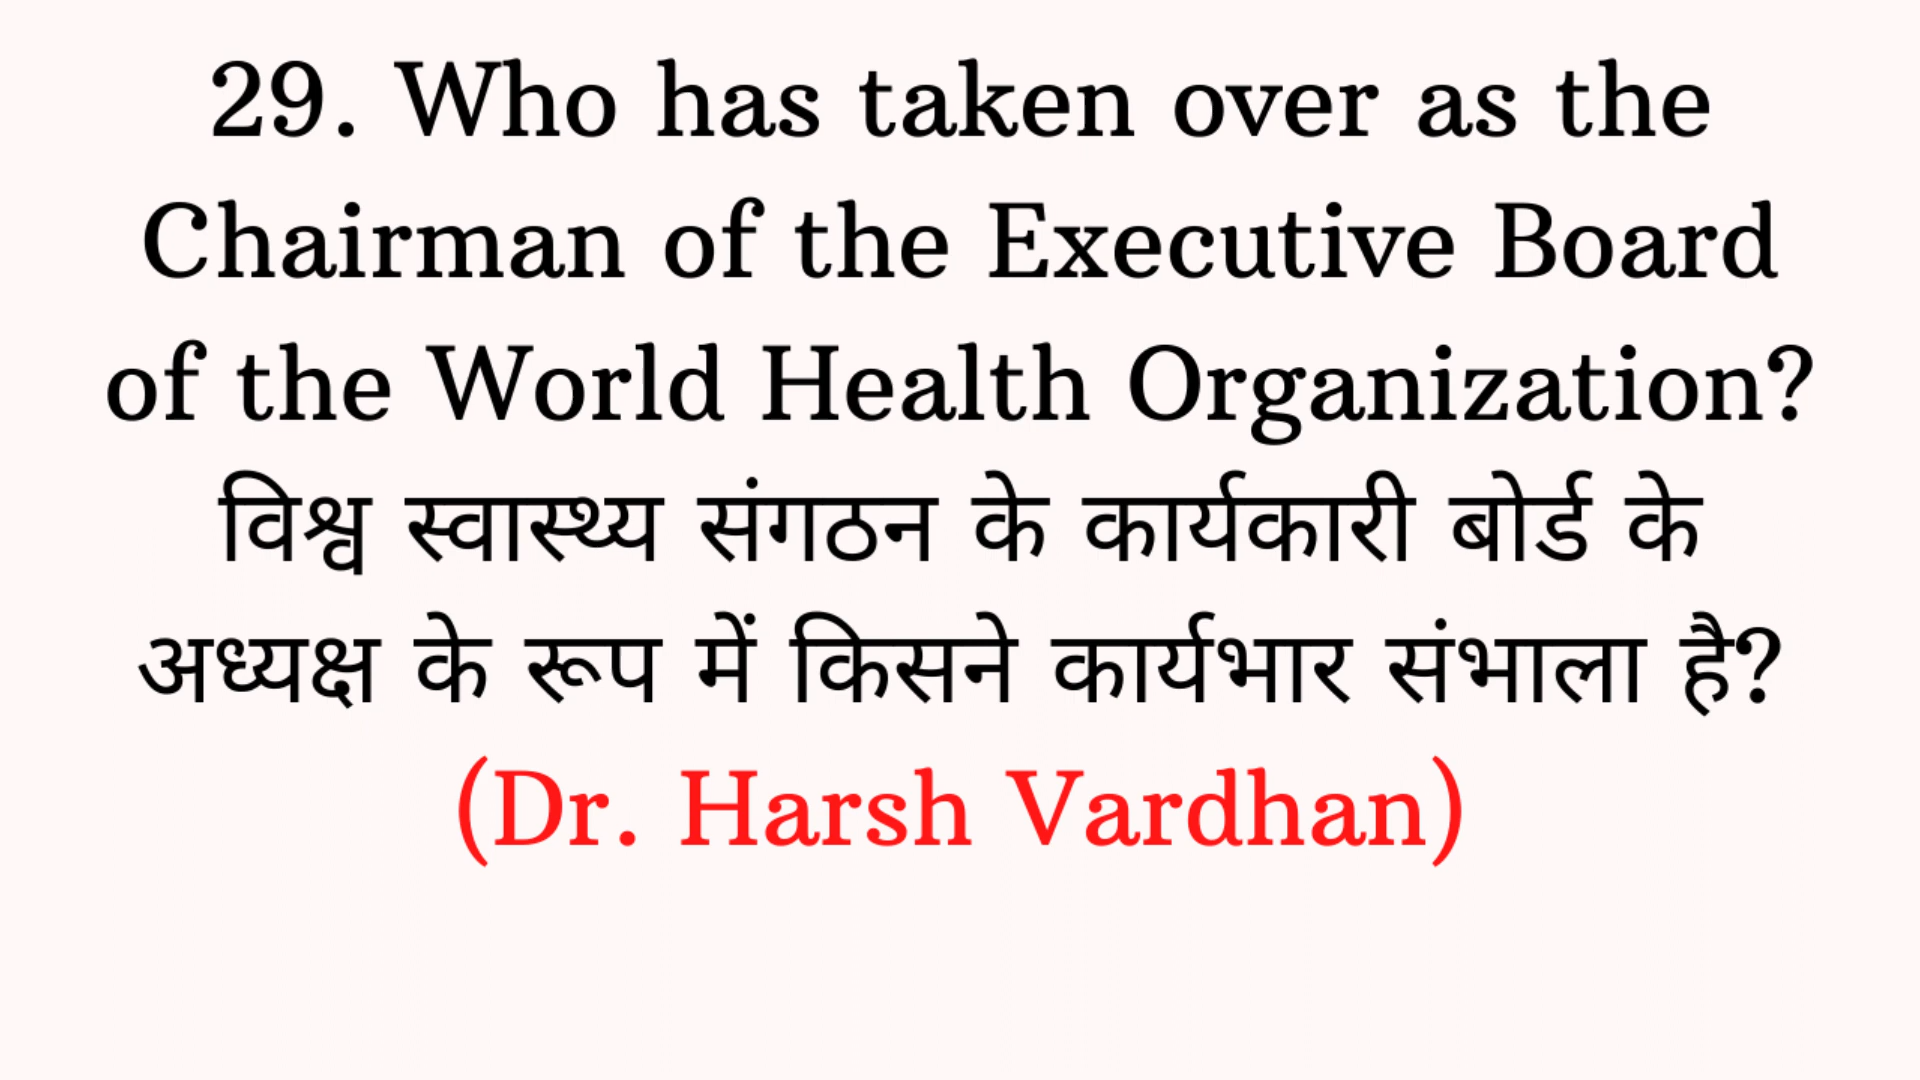 29. Who has taken over as the
Chairman of the Executive Board
of the World Health Organization?
विश्व स्वास्थ्य संगठन के कार्यकारी बोर्ड के
अध्यक्ष के रूप में किसने कार्यभार संभाला है?
(Dr. Harsh Vardhan)